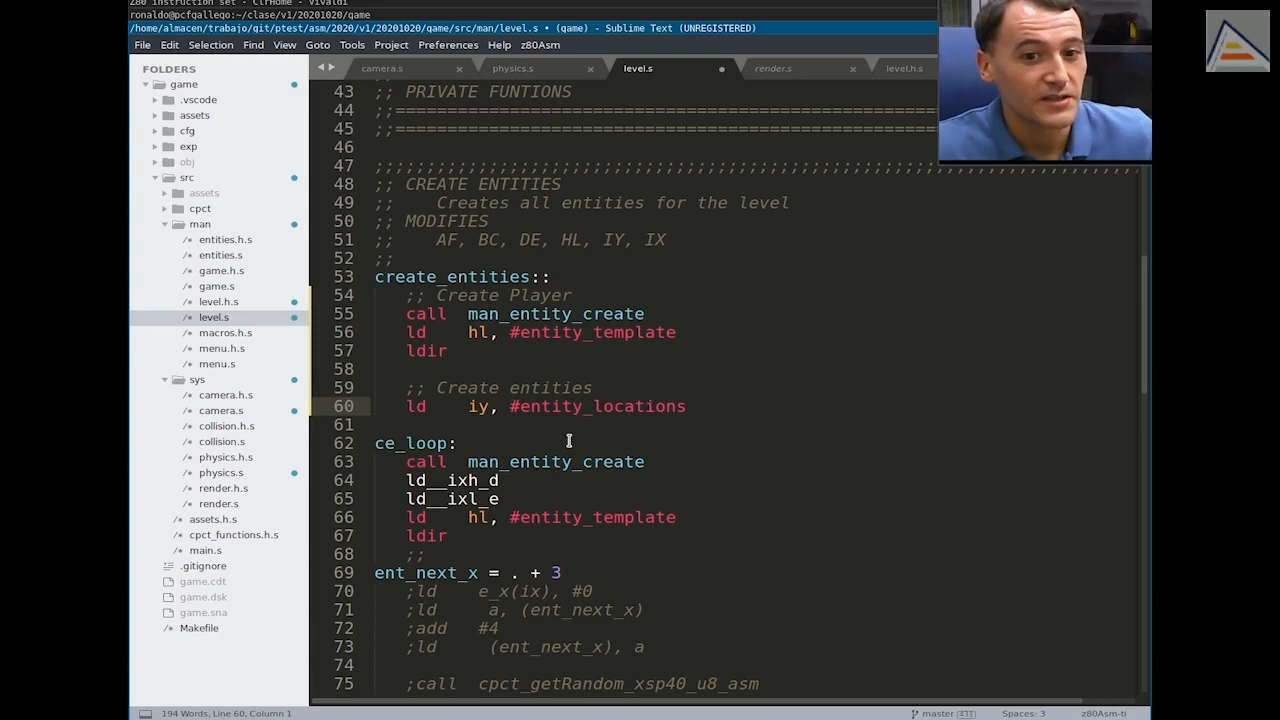 Z80 instruction set - ClrHome - Vivaldi
ronaldo@pcfgallego:~/clase/v1/20201020/game
/home/almacen/trabajo/git/ptest/asm/2020/v1/20201020/game/src/man/level.s • (game) - Sublime Text (UNREGISTERED)
File Edit Selection Find View Goto Tools Project Preferences Help z80Asm
FOLDERS
game
.vscode
assets
cfg
exp
obj
src
assets
cpct
man
entities.h.s
entities.s
game.h.s
game.s
level.h.s
level.s
macros.h.s
menu.h.s
menu.s
sys
camera.h.s
camera.s
collision.h.s
collision.s
physics.h.s
physics.s
render.h.s
render.s
assets.h.s
cpct_functions.h.s
main.s
.gitignore
game.cdt
game.dsk
game.sna
Makefile
camera.s × physics.s × level.s • render.s × level.h.s
43 ;; PRIVATE FUNTIONS
44 ;;======================================================
45 ;;======================================================
46
47 ;;;;;;;;;;;;;;;;;;;;;;;;;;;;;;;;;;;;;;;;;;;;;;;;;;;;;;;;;;;;;;;;;;;;;;;;;;
48 ;; CREATE ENTITIES
49 ;;    Creates all entities for the level
50 ;; MODIFIES
51 ;;    AF, BC, DE, HL, IY, IX
52 ;;
53 create_entities::
54    ;; Create Player
55    call  man_entity_create
56    ld    hl, #entity_template
57    ldir
58
59    ;; Create entities
60    ld    iy, #entity_locations
61
62 ce_loop:
63    call  man_entity_create
64    ld__ixh_d
65    ld__ixl_e
66    ld    hl, #entity_template
67    ldir
68    ;;
69 ent_next_x = . + 3
70    ;ld    e_x(ix), #0
71    ;ld     a, (ent_next_x)
72    ;add   #4
73    ;ld     (ent_next_x), a
74
75    ;call  cpct_getRandom_xsp40_u8_asm
194 Words, Line 60, Column 1 master 431 Spaces: 3 z80Asm-ti